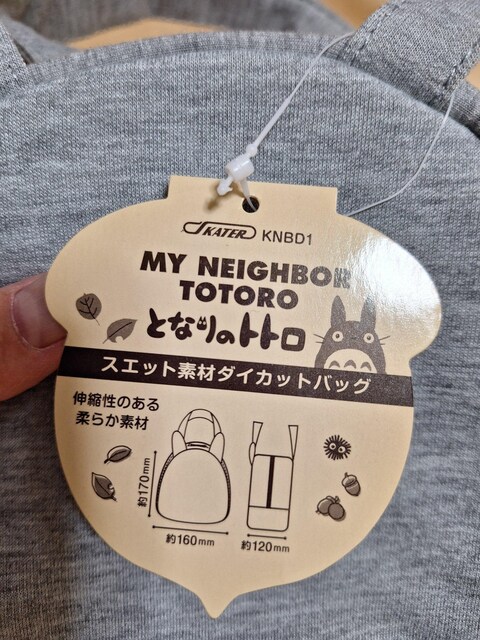 SKATER KNBD1
MY NEIGHBOR
TOTORO
となりのトトロ
スエット素材ダイカットバッグ
伸縮性のある
柔らか素材
約170mm
約160mm
約120mm